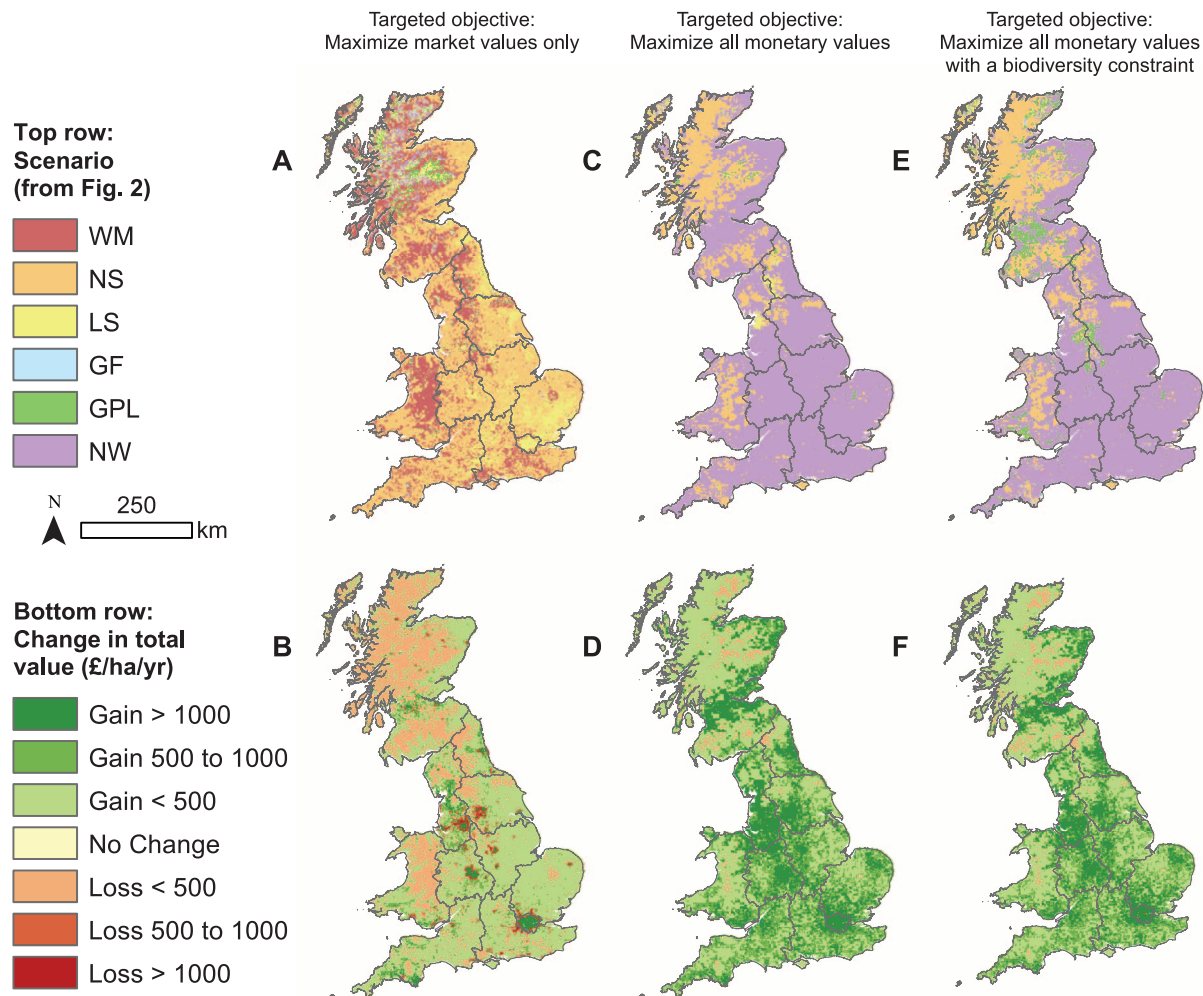 Targeted objective:
Maximize market values only
Targeted objective:
Maximize all monetary values
Targeted objective:
Maximize all monetary values
with a biodiversity constraint
Top row:
Scenario
(from Fig. 2)
WM
NS
LS
GF
GPL
NW
N
250
km
A
C
E
Bottom row:
Change in total
value (£/ha/yr)
Gain > 1000
Gain 500 to 1000
Gain < 500
No Change
Loss < 500
Loss 500 to 1000
Loss > 1000
B
D
F